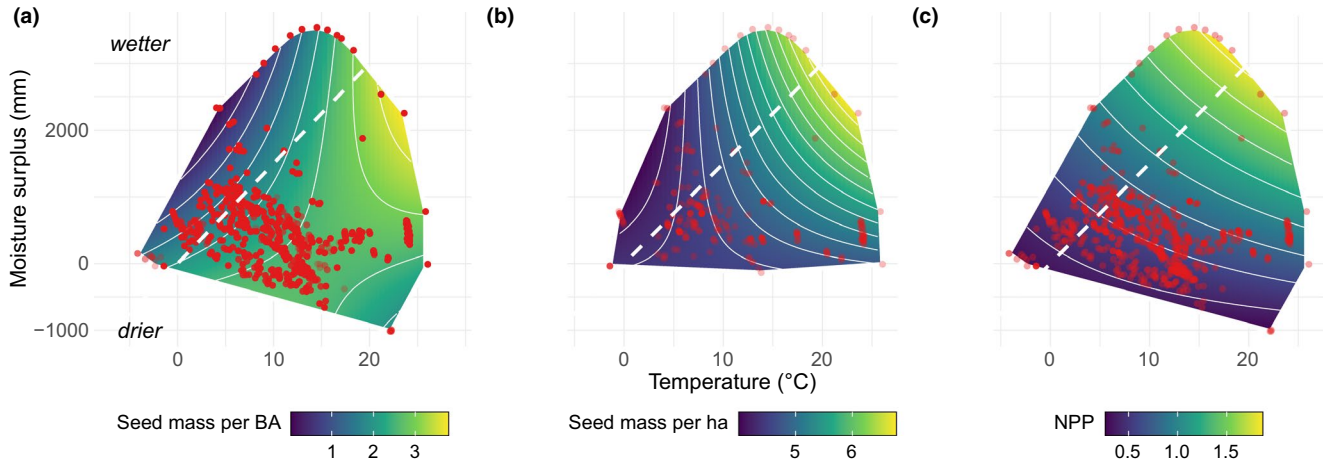 (a)
(b)
(c)
wetter
Moisture surplus (mm)
2000
0
−1000
drier
0
10
20
0
10
20
0
10
20
Temperature (°C)
Seed mass per BA
1
2
3
Seed mass per ha
5
6
NPP
0.5
1.0
1.5